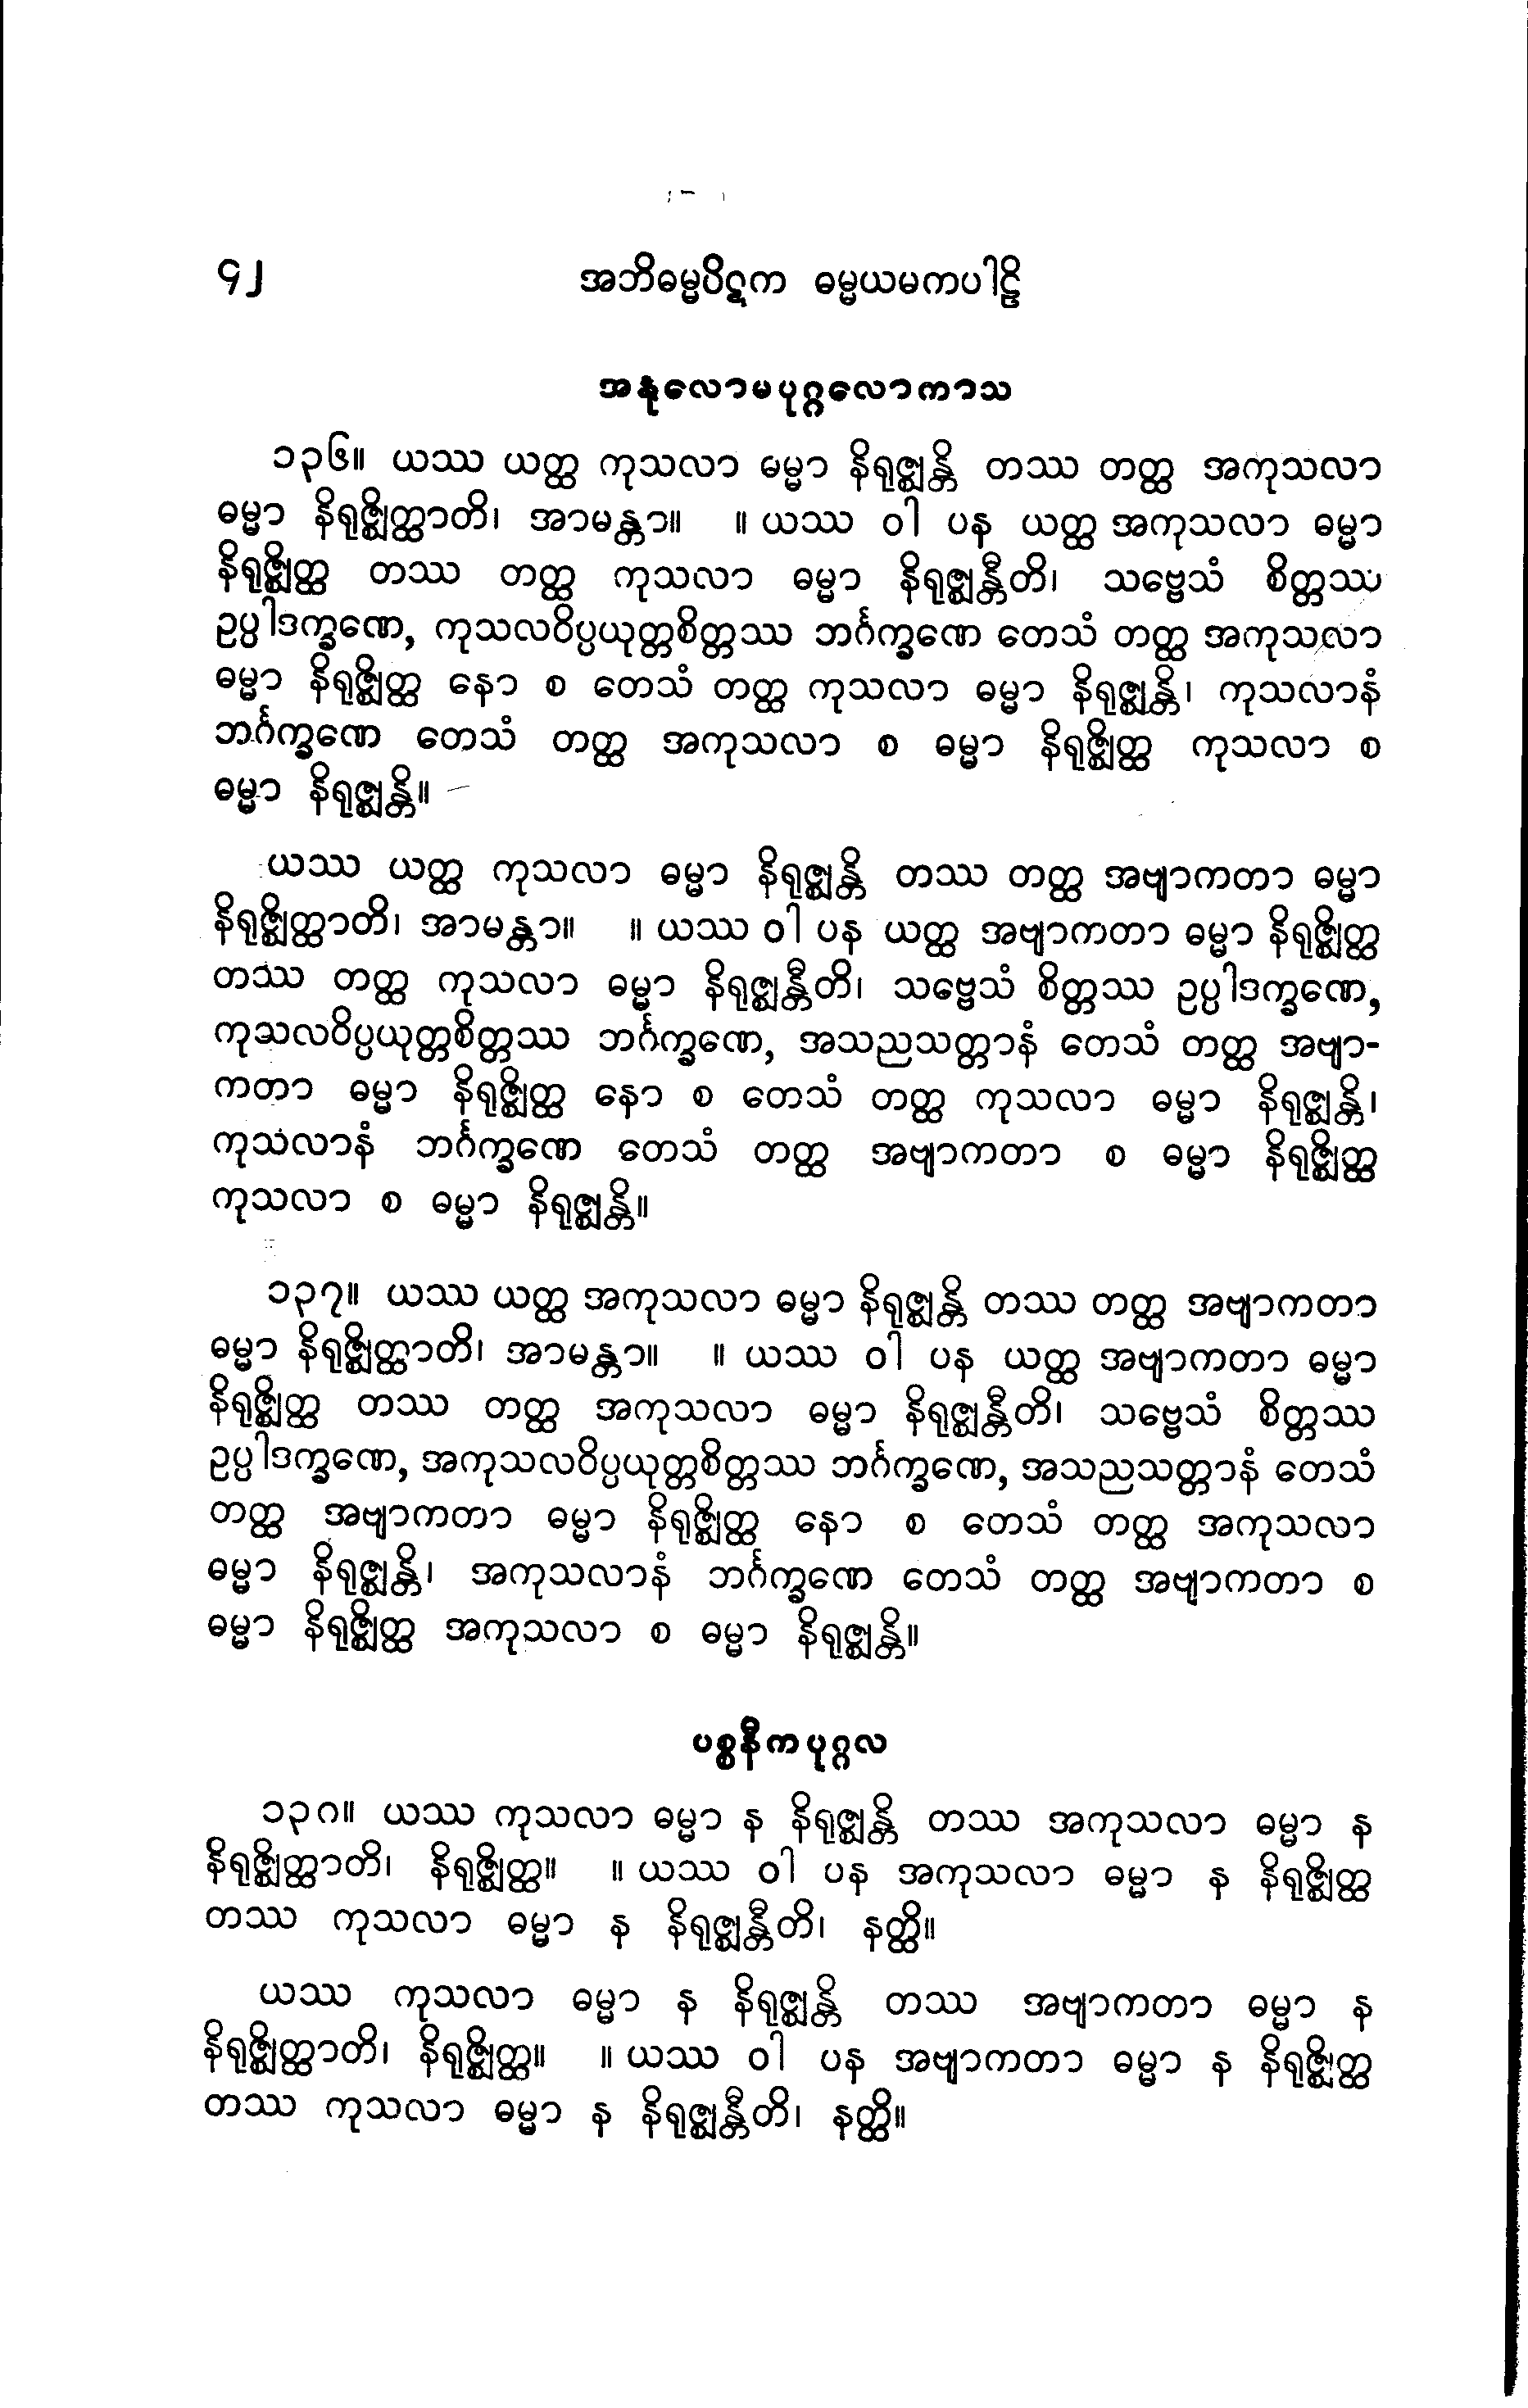 ၄၂ အဘိဓမ္မပိဋက ဓမ္မယမကပါဠိ
အနုလောမပုဂ္ဂလောကာသ
၁၃၆။ ယဿ ယတ္ထ ကုသလာ ဓမ္မာ နိရုဇ္ဈန္တိ တဿ တတ္ထ အကုသလာ
ဓမ္မာ နိရုဇ္ဈိတ္ထာတိ၊ အာမန္တာ။ ။ ယဿ ဝါ ပန ယတ္ထ အကုသလာ ဓမ္မာ
နိရုဇ္ဈိတ္ထ တဿ တတ္ထ ကုသလာ ဓမ္မာ နိရုဇ္ဈန္တီတိ၊ သဗ္ဗေသံ စိတ္တဿ
ဥပ္ပါဒက္ခဏေ, ကုသလဝိပ္ပယုတ္တစိတ္တဿ ဘင်္ဂက္ခဏေ တေသံ တတ္ထ အကုသလာ
ဓမ္မာ နိရုဇ္ဈိတ္ထ နော စ တေသံ တတ္ထ ကုသလာ ဓမ္မာ နိရုဇ္ဈန္တိ၊ ကုသလာနံ
ဘင်္ဂက္ခဏေ တေသံ တတ္ထ အကုသလာ စ ဓမ္မာ နိရုဇ္ဈိတ္ထ ကုသလာ စ
ဓမ္မာ နိရုဇ္ဈန္တိ။
ယဿ ယတ္ထ ကုသလာ ဓမ္မာ နိရုဇ္ဈန္တိ တဿ တတ္ထ အဗျာကတာ ဓမ္မာ
နိရုဇ္ဈိတ္ထာတိ၊ အာမန္တာ။ ။ ယဿ ဝါ ပန ယတ္ထ အဗျာကတာ ဓမ္မာ နိရုဇ္ဈိတ္ထ
တဿ တတ္ထ ကုသလာ ဓမ္မာ နိရုဇ္ဈန္တီတိ၊ သဗ္ဗေသံ စိတ္တဿ ဥပ္ပါဒက္ခဏေ,
ကုသလဝိပ္ပယုတ္တစိတ္တဿ ဘင်္ဂက္ခဏေ, အသညသတ္တာနံ တေသံ တတ္ထ အဗျာ-
ကတာ ဓမ္မာ နိရုဇ္ဈိတ္ထ နော စ တေသံ တတ္ထ ကုသလာ ဓမ္မာ နိရုဇ္ဈန္တိ၊
ကုသလာနံ ဘင်္ဂက္ခဏေ တေသံ တတ္ထ အဗျာကတာ စ ဓမ္မာ နိရုဇ္ဈိတ္ထ
ကုသလာ စ ဓမ္မာ နိရုဇ္ဈန္တိ။
၁၃၇။ ယဿ ယတ္ထ အကုသလာ ဓမ္မာ နိရုဇ္ဈန္တိ တဿ တတ္ထ အဗျာကတာ
ဓမ္မာ နိရုဇ္ဈိတ္ထာတိ၊ အာမန္တာ။ ။ ယဿ ဝါ ပန ယတ္ထ အဗျာကတာ ဓမ္မာ
နိရုဇ္ဈိတ္ထ တဿ တတ္ထ အကုသလာ ဓမ္မာ နိရုဇ္ဈန္တီတိ၊ သဗ္ဗေသံ စိတ္တဿ
ဥပ္ပါဒက္ခဏေ, အကုသလဝိပ္ပယုတ္တစိတ္တဿ ဘင်္ဂက္ခဏေ, အသညသတ္တာနံ တေသံ
တတ္ထ အဗျာကတာ ဓမ္မာ နိရုဇ္ဈိတ္ထ နော စ တေသံ တတ္ထ အကုသလာ
ဓမ္မာ နိရုဇ္ဈန္တိ၊ အကုသလာနံ ဘင်္ဂက္ခဏေ တေသံ တတ္ထ အဗျာကတာ စ
ဓမ္မာ နိရုဇ္ဈိတ္ထ အကုသလာ စ ဓမ္မာ နိရုဇ္ဈန္တိ။
ပစ္စနီကပုဂ္ဂလ
၁၃၈။ ယဿ ကုသလာ ဓမ္မာ န နိရုဇ္ဈန္တိ တဿ အကုသလာ ဓမ္မာ န
နိရုဇ္ဈိတ္ထာတိ၊ နိရုဇ္ဈိတ္ထ။ ။ ယဿ ဝါ ပန အကုသလာ ဓမ္မာ န နိရုဇ္ဈိတ္ထ
တဿ ကုသလာ ဓမ္မာ န နိရုဇ္ဈန္တီတိ၊ နတ္ထိ။
ယဿ ကုသလာ ဓမ္မာ န နိရုဇ္ဈန္တိ တဿ အဗျာကတာ ဓမ္မာ န
နိရုဇ္ဈိတ္ထာတိ၊ နိရုဇ္ဈိတ္ထ။ ။ ယဿ ဝါ ပန အဗျာကတာ ဓမ္မာ န နိရုဇ္ဈိတ္ထ
တဿ ကုသလာ ဓမ္မာ န နိရုဇ္ဈန္တီတိ၊ နတ္ထိ။